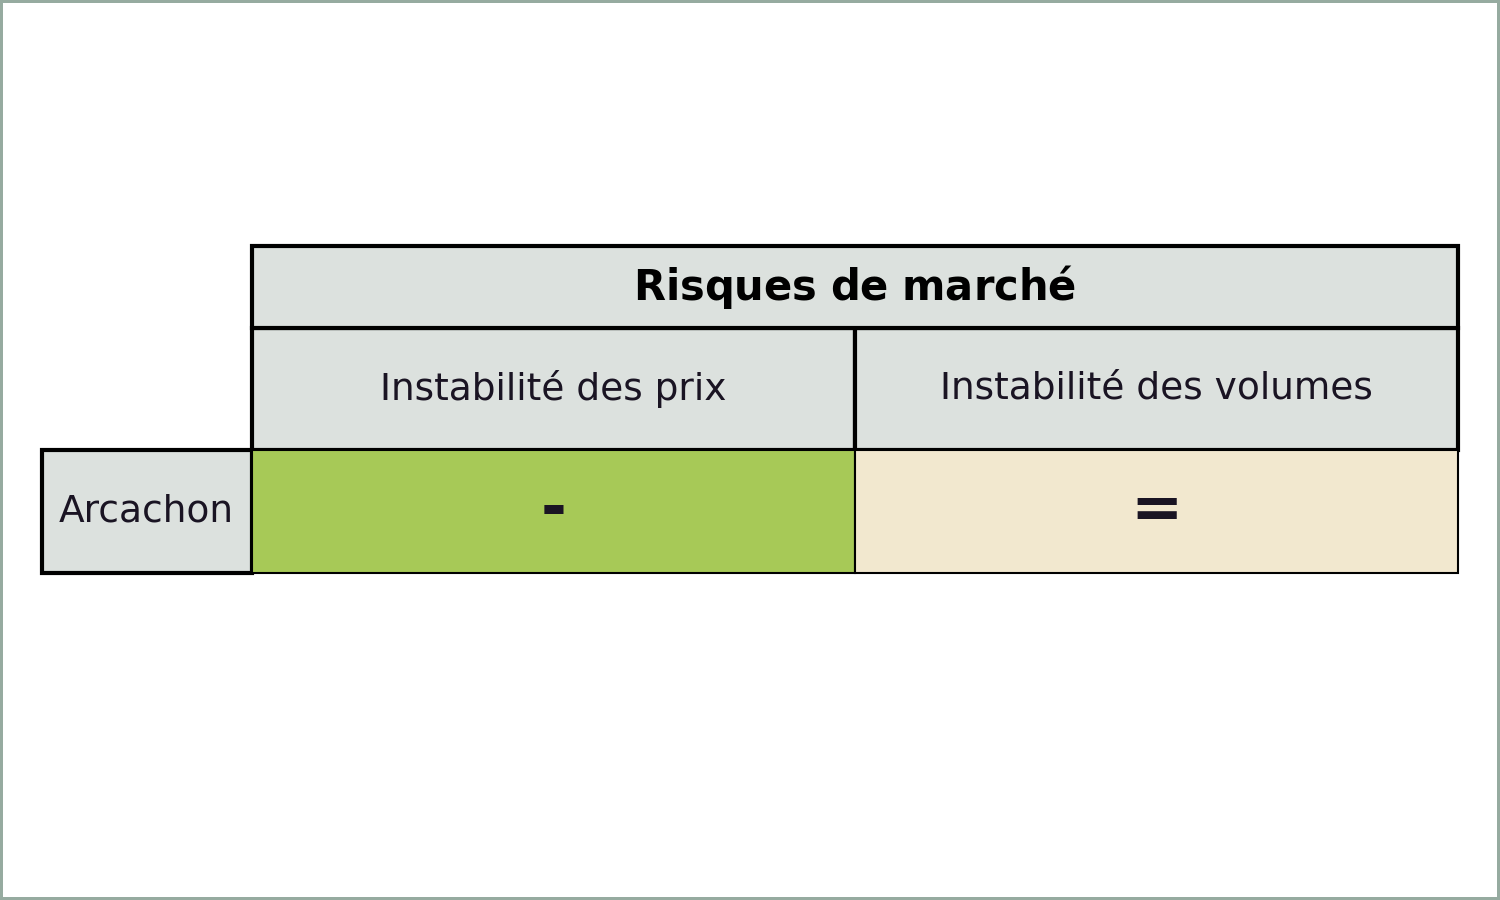 Risques de marché
Instabilité des prix
Instabilité des volumes
Arcachon
-
=